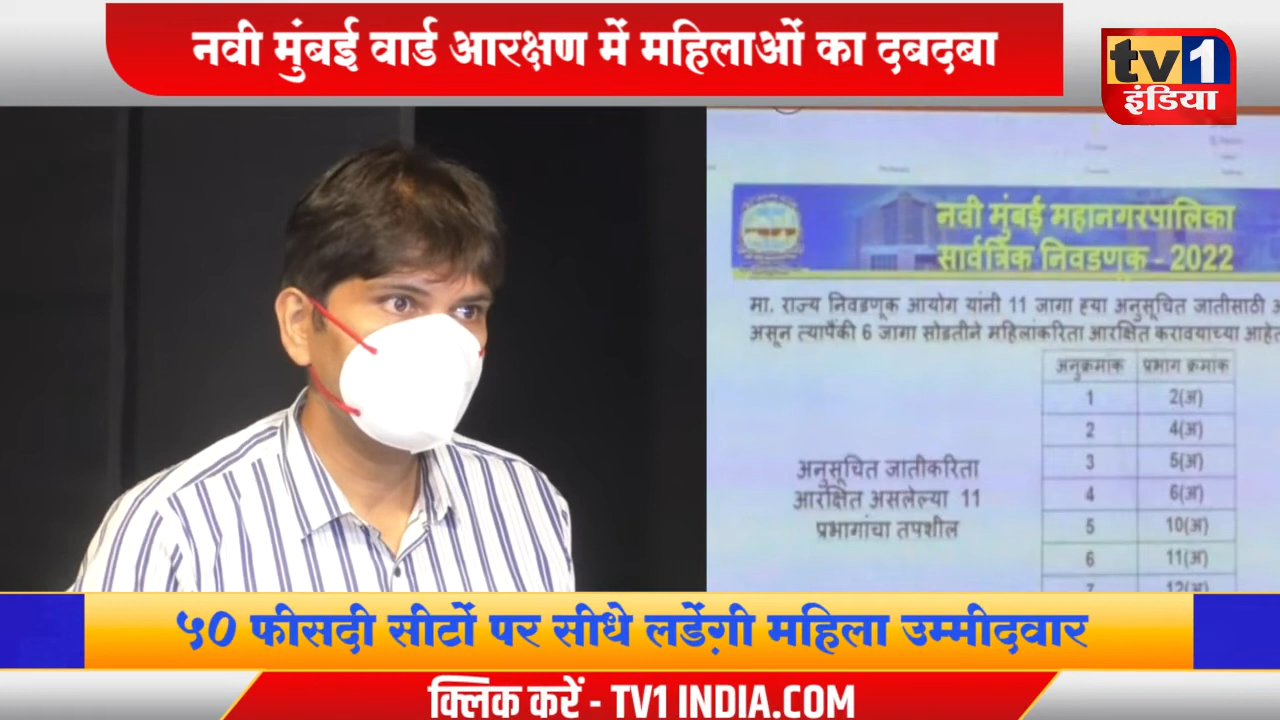 नवी मुंबई वार्ड आरक्षण में महिलाओं का दबदबा
tv1
इंडिया
नवी मुंबई महानगरपालिका
सार्वत्रिक निवडणूक - 2022
मा. राज्य निवडणूक आयोग यांनी 11 जागा ह्या अनुसूचित जातीसाठी
असून त्यापैकी 6 जागा सोडतीने महिलांकरिता आरक्षित करावयाच्या आहेत
अनुक्रमांक प्रभाग क्रमांक
1 2(अ)
2 4(अ)
3 5(अ)
4 6(अ)
5 10(अ)
6 11(अ)
7 12(अ)
अनुसूचित जातीकरिता
आरक्षित असलेल्या 11
प्रभागांचा तपशील
५० फीसदी सीटों पर सीधे लडेंग़ी महिला उम्मीदवार
क्लिक करें - TV1 INDIA.COM